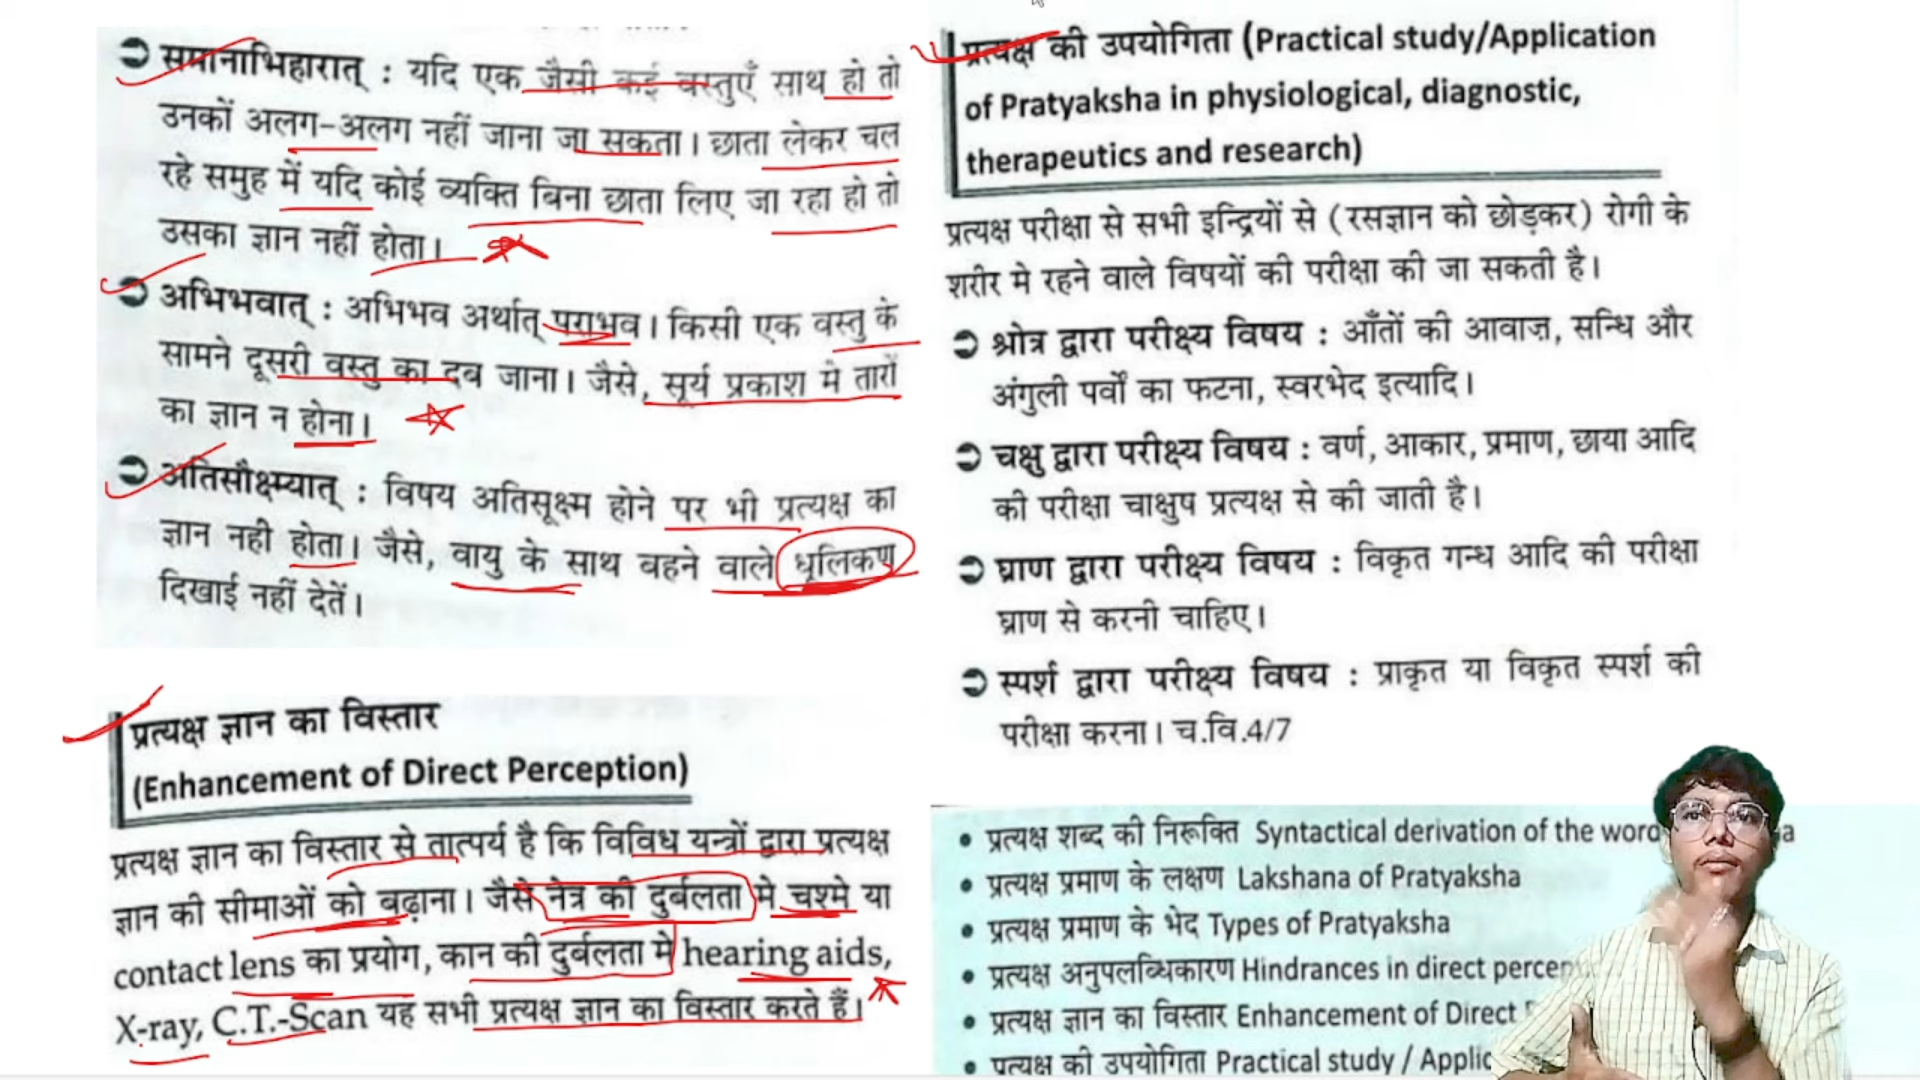 समानाभिहारात् : यदि एक जैसी कई वस्तुएँ साथ हो तो
उनकों अलग-अलग नहीं जाना जा सकता। छाता लेकर चल
रहे समुह में यदि कोई व्यक्ति बिना छाता लिए जा रहा हो तो
उसका ज्ञान नहीं होता।
अभिभवात् : अभिभव अर्थात् पराभव। किसी एक वस्तु के
सामने दूसरी वस्तु का दब जाना। जैसे, सूर्य प्रकाश मे तारों
का ज्ञान न होना।
अतिसौक्ष्म्यात् : विषय अतिसूक्ष्म होने पर भी प्रत्यक्ष का
ज्ञान नही होता। जैसे, वायु के साथ बहने वाले धूलिकण
दिखाई नहीं देतें।
प्रत्यक्ष ज्ञान का विस्तार
(Enhancement of Direct Perception)
प्रत्यक्ष ज्ञान का विस्तार से तात्पर्य है कि विविध यन्त्रों द्वारा प्रत्यक्ष
ज्ञान की सीमाओं को बढ़ाना। जैसे नेत्र की दुर्बलता मे चश्मे या
contact lens का प्रयोग, कान की दुर्बलता मे hearing aids,
X-ray, C.T.-Scan यह सभी प्रत्यक्ष ज्ञान का विस्तार करते हैं।
प्रत्यक्ष की उपयोगिता (Practical study/Application
of Pratyaksha in physiological, diagnostic,
therapeutics and research)
प्रत्यक्ष परीक्षा से सभी इन्द्रियों से (रसज्ञान को छोड़कर) रोगी के
शरीर मे रहने वाले विषयों की परीक्षा की जा सकती है।
श्रोत्र द्वारा परीक्ष्य विषय : आँतों की आवाज़, सन्धि और
अंगुली पर्वों का फटना, स्वरभेद इत्यादि।
चक्षु द्वारा परीक्ष्य विषय : वर्ण, आकार, प्रमाण, छाया आदि
की परीक्षा चाक्षुष प्रत्यक्ष से की जाती है।
घ्राण द्वारा परीक्ष्य विषय : विकृत गन्ध आदि की परीक्षा
घ्राण से करनी चाहिए।
स्पर्श द्वारा परीक्ष्य विषय : प्राकृत या विकृत स्पर्श की
परीक्षा करना। च.वि.4/7
• प्रत्यक्ष शब्द की निरूक्ति Syntactical derivation of the word
• प्रत्यक्ष प्रमाण के लक्षण Lakshana of Pratyaksha
• प्रत्यक्ष प्रमाण के भेद Types of Pratyaksha
• प्रत्यक्ष अनुपलब्धिकारण Hindrances in direct percep
• प्रत्यक्ष ज्ञान का विस्तार Enhancement of Direct
• प्रत्यक्ष की उपयोगिता Practical study / Applic